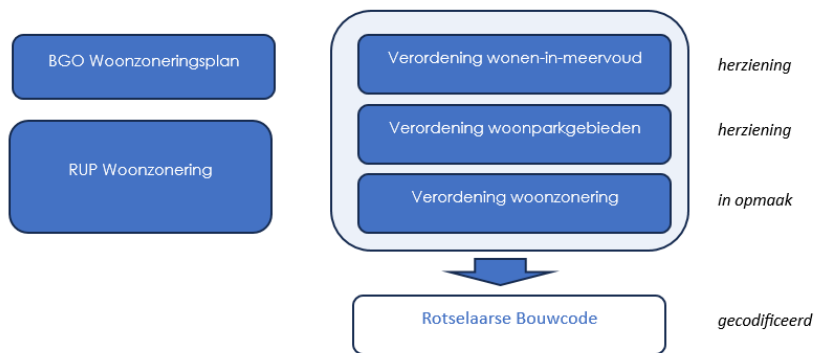 BGO Woonzoneringsplan
RUP Woonzonering
Verordening wonen-in-meervoud
herziening
Verordening woonparkgebieden
herziening
Verordening woonzonering
in opmaak
Rotselaarse Bouwcode
gecodificeerd